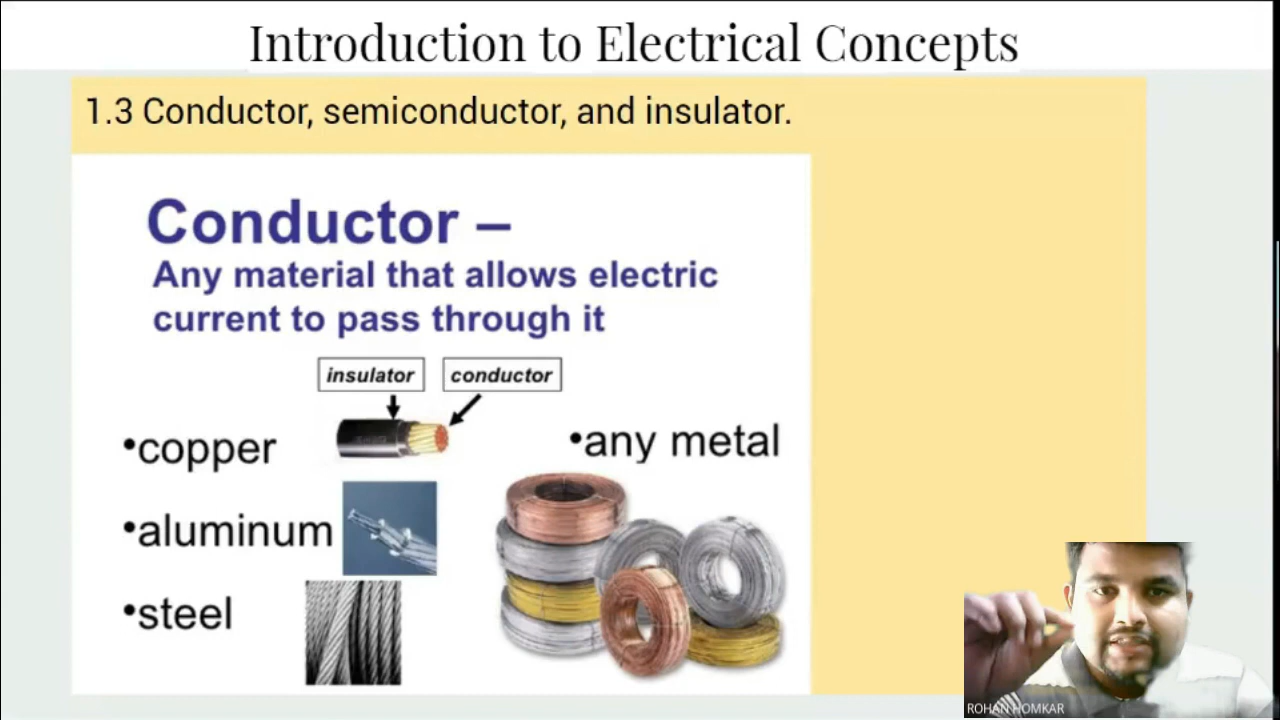 Introduction to Electrical Concepts
1.3 Conductor, semiconductor, and insulator.
Conductor –
Any material that allows electric
current to pass through it
insulator
conductor
•copper
•any metal
•aluminum
•steel
ROHAN HOMKAR